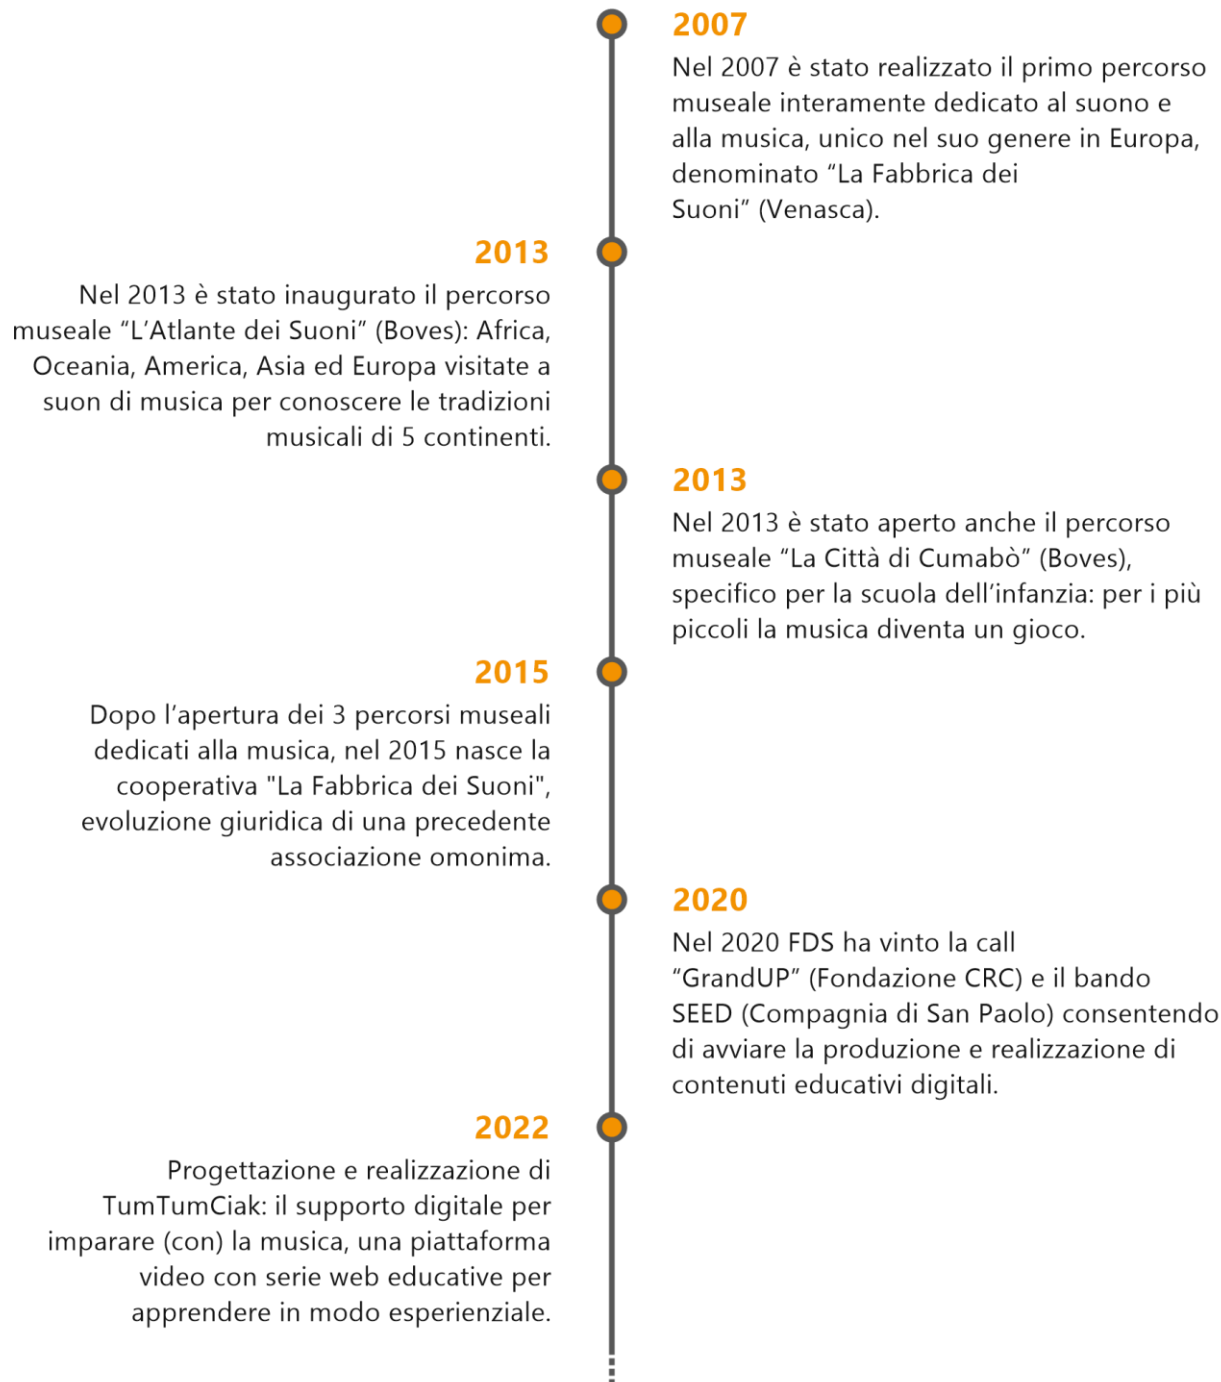 2007
Nel 2007 è stato realizzato il primo percorso
museale interamente dedicato al suono e
alla musica, unico nel suo genere in Europa,
denominato “La Fabbrica dei
Suoni” (Venasca).
2013
Nel 2013 è stato inaugurato il percorso
museale “L’Atlante dei Suoni” (Boves): Africa,
Oceania, America, Asia ed Europa visitate a
suon di musica per conoscere le tradizioni
musicali di 5 continenti.
2013
Nel 2013 è stato aperto anche il percorso
museale “La Città di Cumabò” (Boves),
specifico per la scuola dell’infanzia: per i più
piccoli la musica diventa un gioco.
2015
Dopo l’apertura dei 3 percorsi museali
dedicati alla musica, nel 2015 nasce la
cooperativa "La Fabbrica dei Suoni",
evoluzione giuridica di una precedente
associazione omonima.
2020
Nel 2020 FDS ha vinto la call
“GrandUP” (Fondazione CRC) e il bando
SEED (Compagnia di San Paolo) consentendo
di avviare la produzione e realizzazione di
contenuti educativi digitali.
2022
Progettazione e realizzazione di
TumTumCiak: il supporto digitale per
imparare (con) la musica, una piattaforma
video con serie web educative per
apprendere in modo esperienziale.